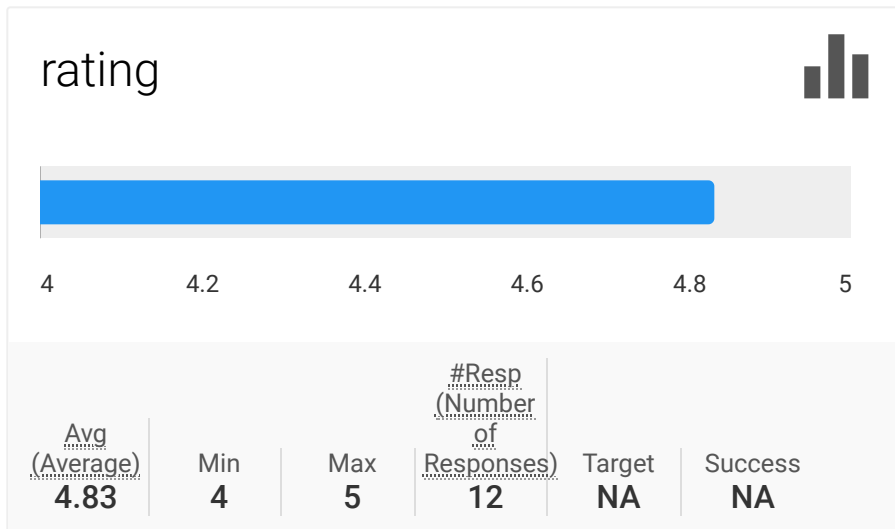 rating
4 4.2 4.4 4.6 4.8 5
#Resp
(Number
Avg of
(Average) Min Max Responses) Target Success
4.83 4 5 12 NA NA